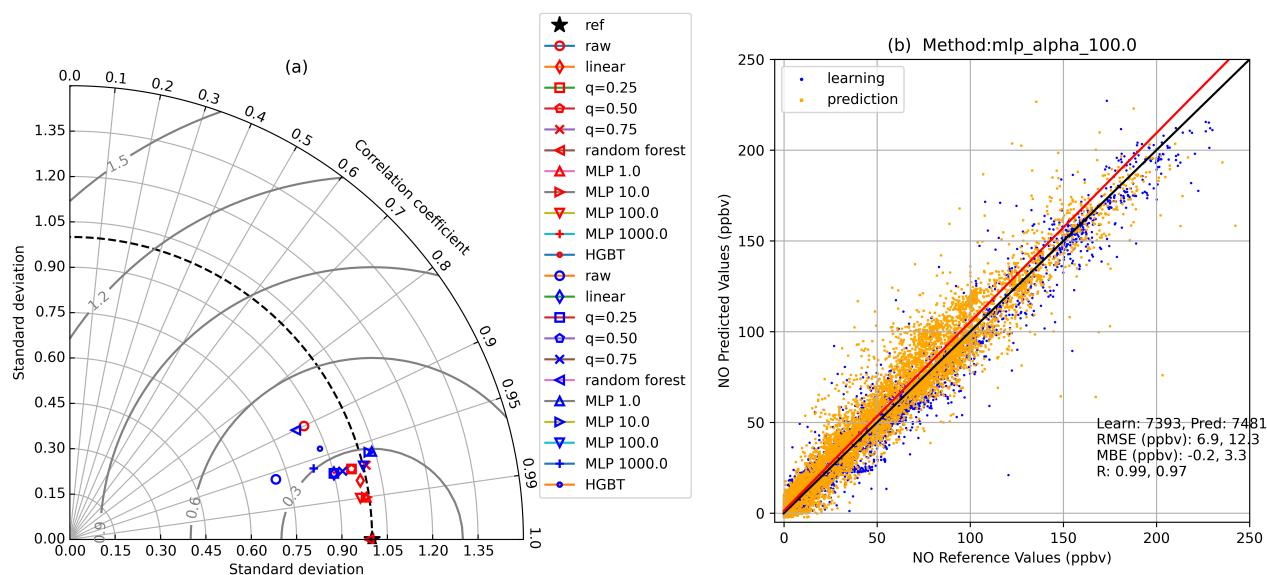 (a)
0.0 0.1 0.2 0.3 0.4 0.5 0.6 0.7 0.8 0.9 0.95 0.99 1.0
Correlation coefficient
Standard deviation
1.35
1.20
1.05
0.90
0.75
0.60
0.45
0.30
0.15
0.00
1.5
1.2
0.9
0.6
0.3
0.00 0.15 0.30 0.45 0.60 0.75 0.90 1.05 1.20 1.35
Standard deviation
ref
raw
linear
q=0.25
q=0.50
q=0.75
random forest
MLP 1.0
MLP 10.0
MLP 100.0
MLP 1000.0
HGBT
raw
linear
q=0.25
q=0.50
q=0.75
random forest
MLP 1.0
MLP 10.0
MLP 100.0
MLP 1000.0
HGBT
(b) Method:mlp_alpha_100.0
learning
prediction
NO Predicted Values (ppbv)
250
200
150
100
50
0
Learn: 7393, Pred: 7481
RMSE (ppbv): 6.9, 12.3
MBE (ppbv): -0.2, 3.3
R: 0.99, 0.97
0 50 100 150 200 250
NO Reference Values (ppbv)